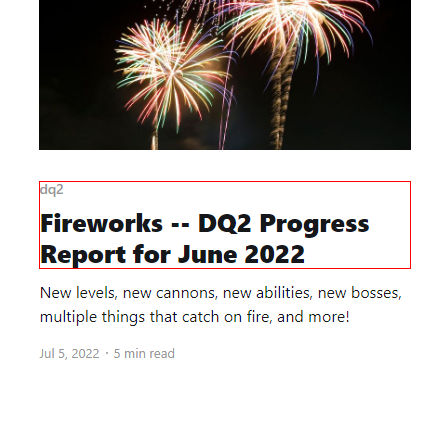 dq2
Fireworks -- DQ2 Progress
Report for June 2022
New levels, new cannons, new abilities, new bosses,
multiple things that catch on fire, and more!
Jul 5, 2022 · 5 min read